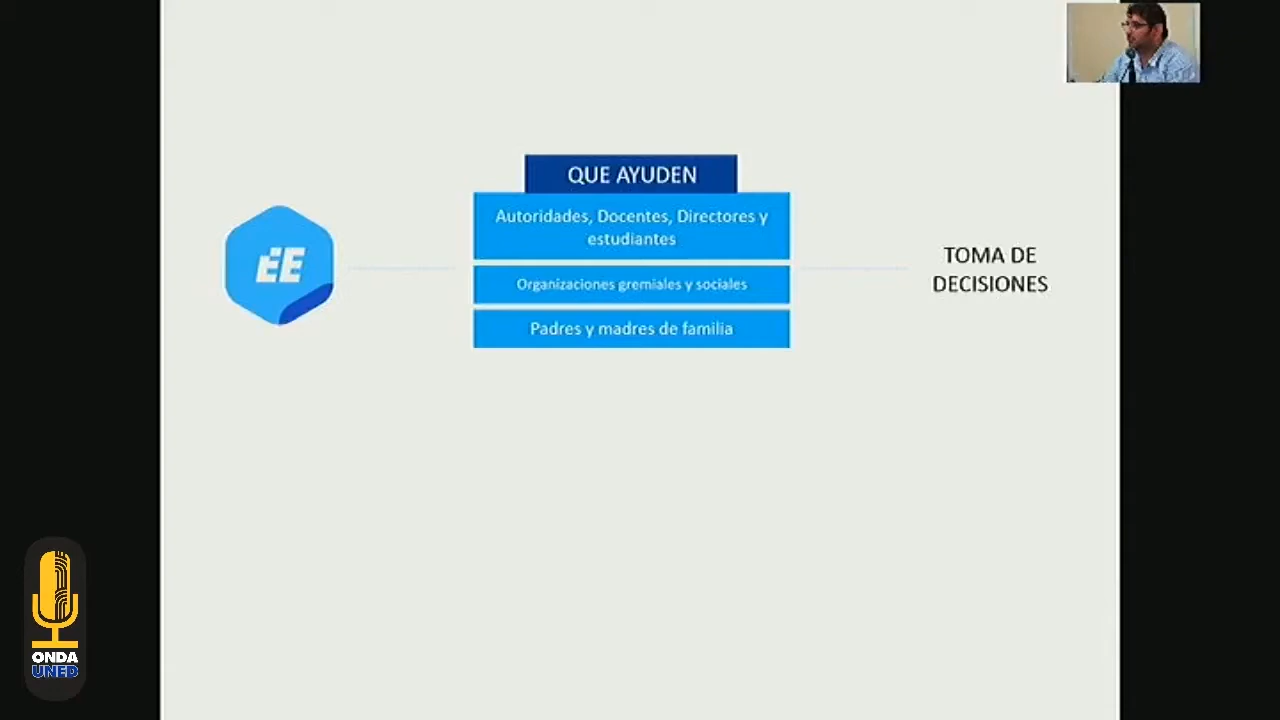 QUE AYUDEN
Autoridades, Docentes, Directores y
estudiantes
Organizaciones gremiales y sociales
Padres y madres de familia
EE
TOMA DE
DECISIONES
ONDA
UNED